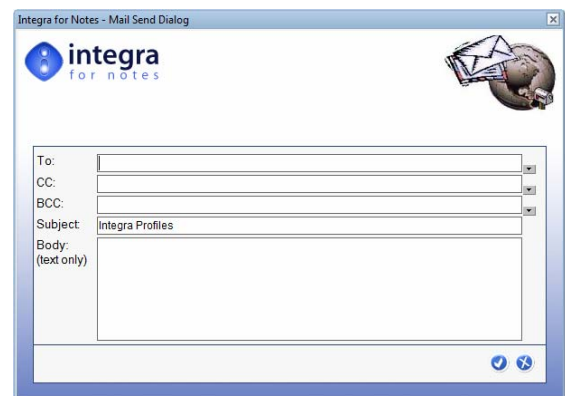 Integra for Notes - Mail Send Dialog
integra
for notes
To:
CC:
BCC:
Subject: Integra Profiles
Body:
(text only)